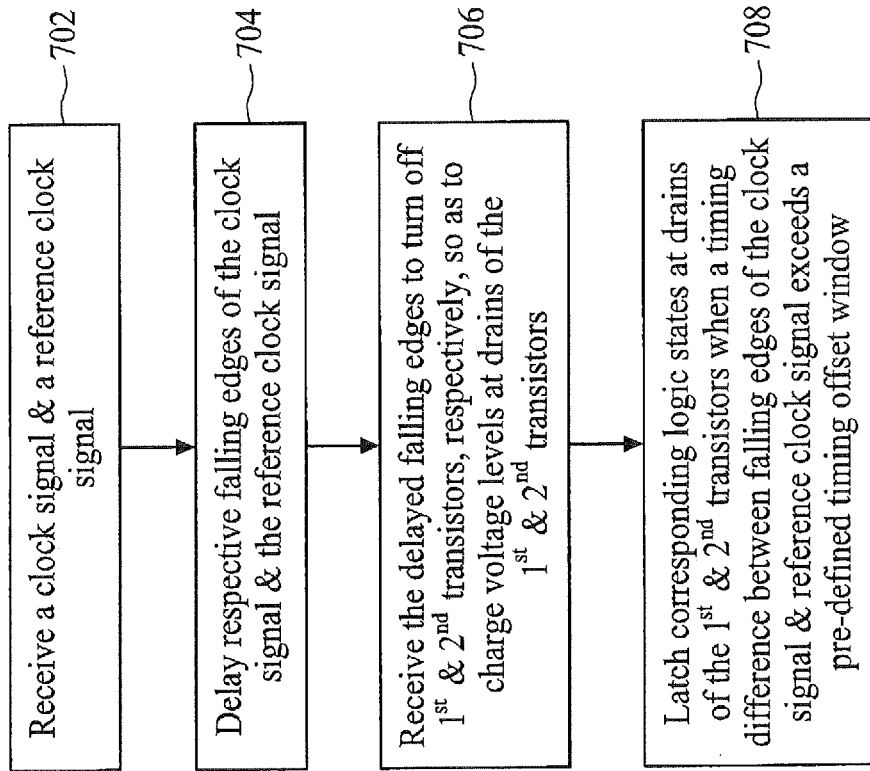 Receive a clock signal & a reference clock
signal
702
Delay respective falling edges of the clock
signal & the reference clock signal
704
Receive the delayed falling edges to turn off
1st & 2nd transistors, respectively, so as to
charge voltage levels at drains of the
1st & 2nd transistors
706
Latch corresponding logic states at drains
of the 1st & 2nd transistors when a timing
difference between falling edges of the clock
signal & reference clock signal exceeds a
pre-defined timing offset window
708